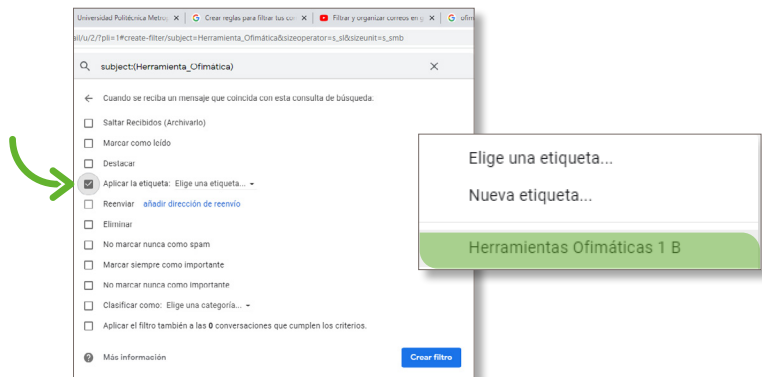 Universidad Politécnica Metrop
Crear reglas para filtrar tus cor
Filtrar y organizar correos en g
ofim
ail/u/2/?pli=1#create-filter/subject=Herramienta_Ofimática&sizeoperator=s_sl&sizeunit=s_smb
subject:(Herramienta_Ofimática)
Cuando se reciba un mensaje que coincida con esta consulta de búsqueda:
Saltar Recibidos (Archivarlo)
Marcar como leído
Destacar
Aplicar la etiqueta: Elige una etiqueta...
Reenviar añadir dirección de reenvío
Eliminar
No marcar nunca como spam
Marcar siempre como importante
No marcar nunca como importante
Clasificar como: Elige una categoría...
Aplicar el filtro también a las 0 conversaciones que cumplen los criterios.
Más información
Crear filtro
Elige una etiqueta...
Nueva etiqueta...
Herramientas Ofimáticas 1 B